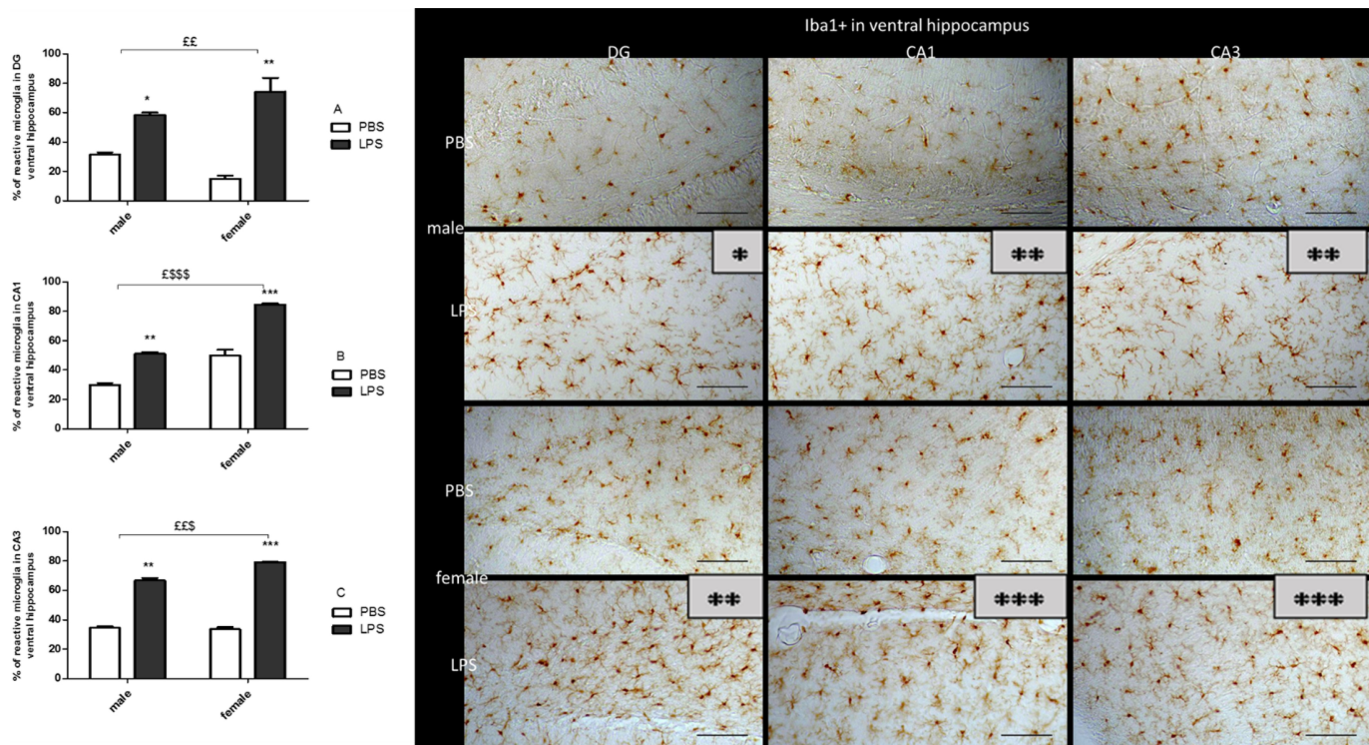 % of reactive microglia in DG
ventral hippocampus
100
80
60
40
20
0
££
*
**
male
female
A
PBS
LPS
% of reactive microglia in CA1
ventral hippocampus
100
80
60
40
20
0
£$$$
**
***
male
female
B
PBS
LPS
% of reactive microglia in CA3
ventral hippocampus
100
80
60
40
20
0
££$
**
***
male
female
C
PBS
LPS
Iba1+ in ventral hippocampus
DG CA1 CA3
PBS
male
* ** **
LPS
PBS
female
** *** ***
LPS